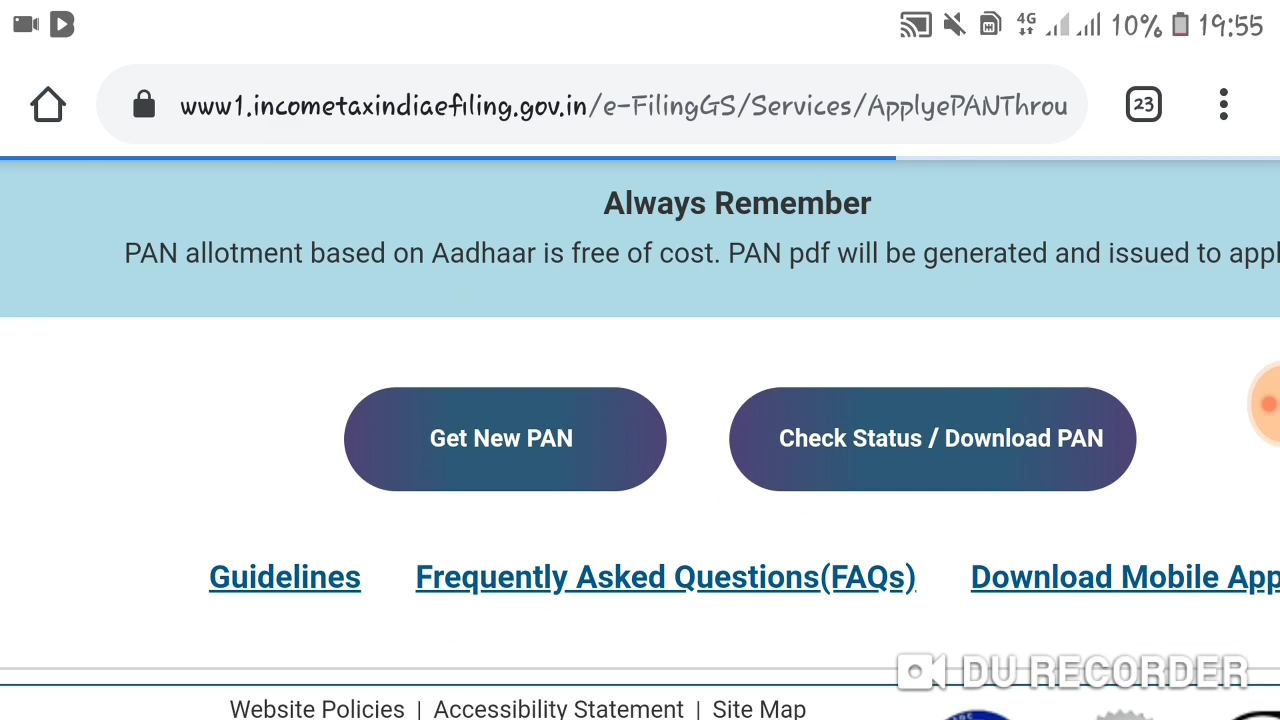 4G 10% 19:55
www1.incometaxindiaefiling.gov.in/e-FilingGS/Services/ApplyePANThrou 23
Always Remember
PAN allotment based on Aadhaar is free of cost. PAN pdf will be generated and issued to appl
Get New PAN Check Status / Download PAN
Guidelines Frequently Asked Questions(FAQs) Download Mobile App
DU RECORDER
Website Policies | Accessibility Statement | Site Map